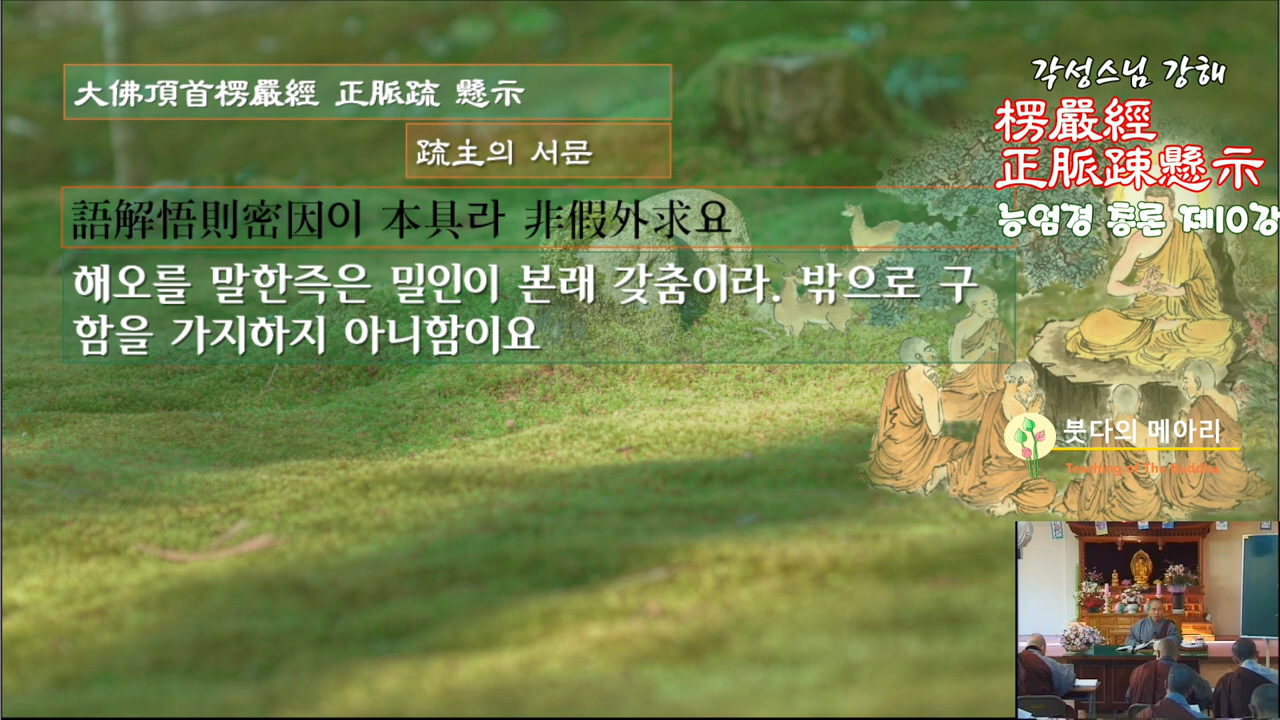 大佛頂首楞嚴經 正脈疏 懸示
疏主의 서문
語解悟則密因이 本具라 非假外求요
해오를 말한즉은 밀인이 본래 갖춤이라. 밖으로 구
함을 가지하지 아니함이요
각성스님 강해
楞嚴經
正脈踈懸示
능엄경 총론 제10강
붓다의 메아리
Teaching of The Buddha